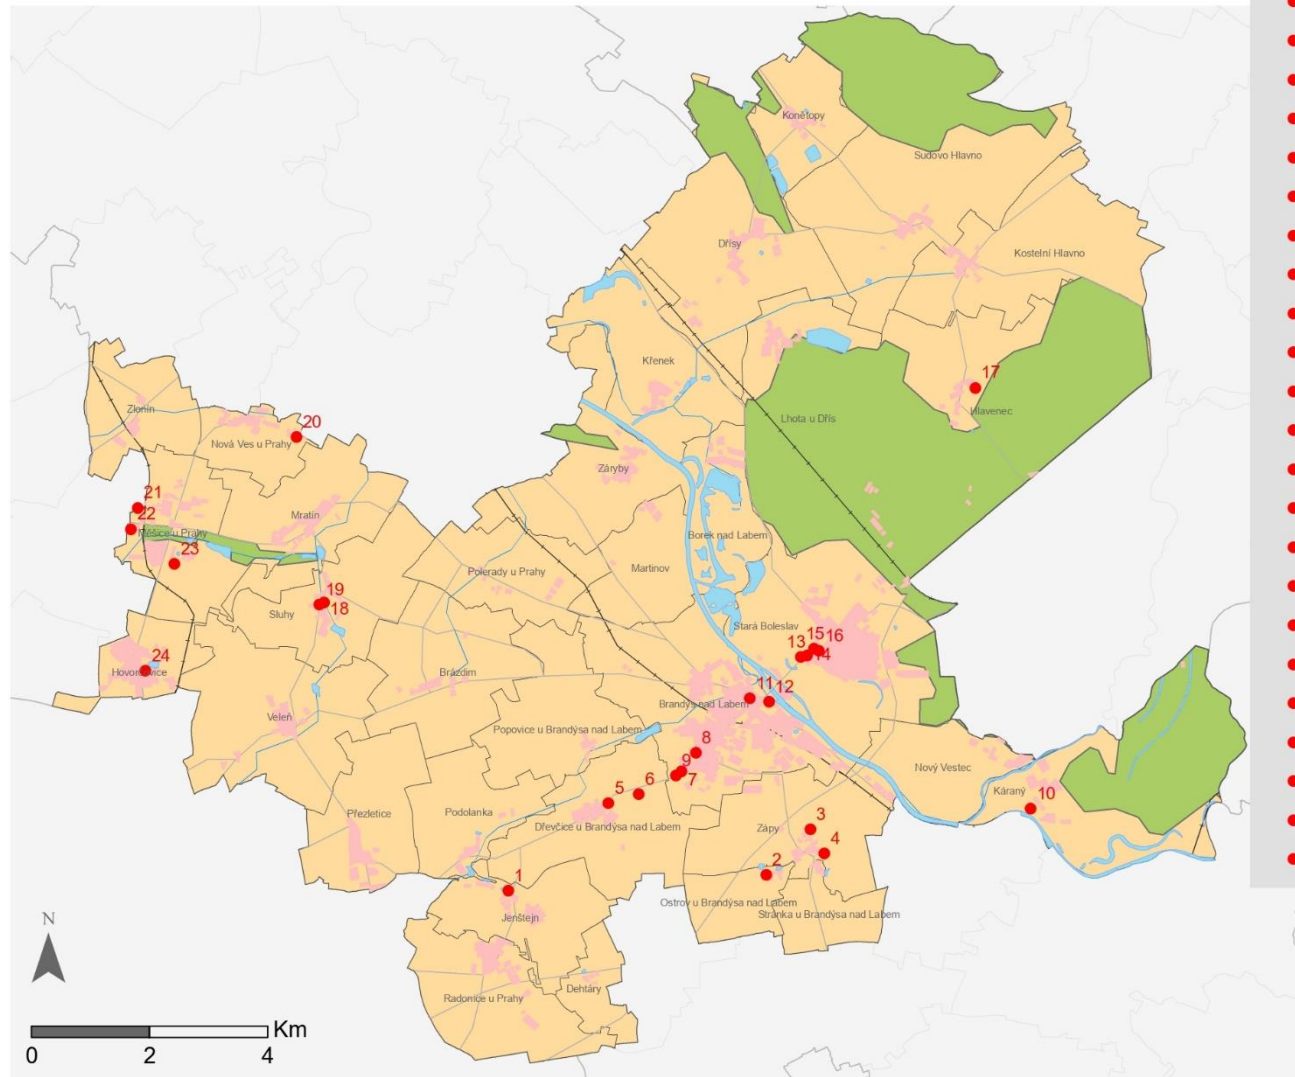 Konětopy
Sudovo Hlavno
Dřísy
Kostelní Hlavno
Křenek
17
Hlavenec
Lhota u Dřís
Zlonín
20
Nová Ves u Prahy
Záryby
21
22
Měšice u Prahy
Mratín
23
Borek nad Labem
Polerady u Prahy
Martinov
19
18
Sluhy
Stará Boleslav
15
16
13
14
24
Hovorčovice
Brázdim
11
12
Brandýs nad Labem
Veleň
Popovice u Brandýsa nad Labem
8
9
7
Nový Vestec
Káraný
10
5
6
Přezletice
Podolanka
Dřevčice u Brandýsa nad Labem
Zápy
3
4
2
1
Ostrov u Brandýsa nad Labem
Stránka u Brandýsa nad Labem
Jenštejn
N
Radonice u Prahy
Dehtáry
Km
0 2 4